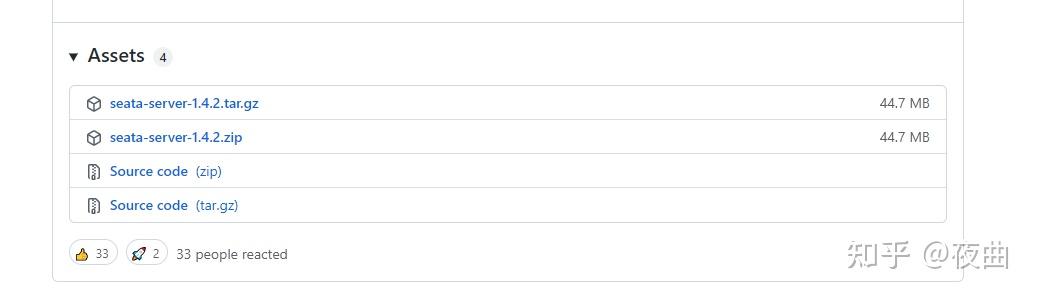 Assets 4
seata-server-1.4.2.tar.gz 44.7 MB
seata-server-1.4.2.zip 44.7 MB
Source code (zip)
Source code (tar.gz)
33 2 33 people reacted
知乎 @夜曲